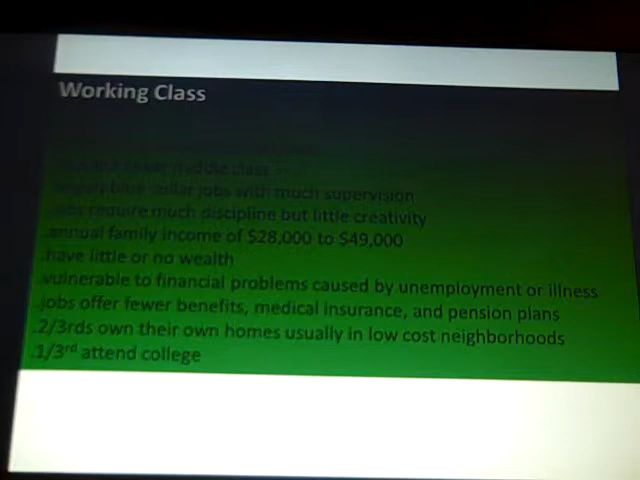 Working Class
middle class
blue collar jobs with much supervision
.jobs require much discipline but little creativity
.annual family income of $28,000 to $49,000
.have little or no wealth
.vulnerable to financial problems caused by unemployment or illness
.jobs offer fewer benefits, medical insurance, and pension plans
.2/3rds own their own homes usually in low cost neighborhoods
.1/3rd attend college